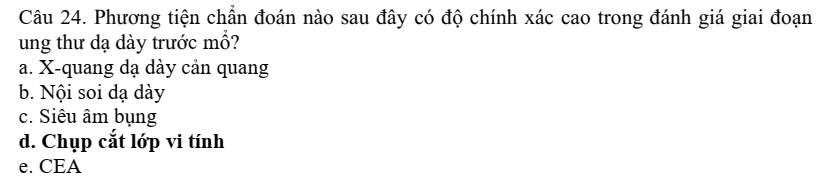 Câu 24. Phương tiện chẩn đoán nào sau đây có độ chính xác cao trong đánh giá giai đoạn
ung thư dạ dày trước mổ?
a. X-quang dạ dày cản quang
b. Nội soi dạ dày
c. Siêu âm bụng
d. Chụp cắt lớp vi tính
e. CEA